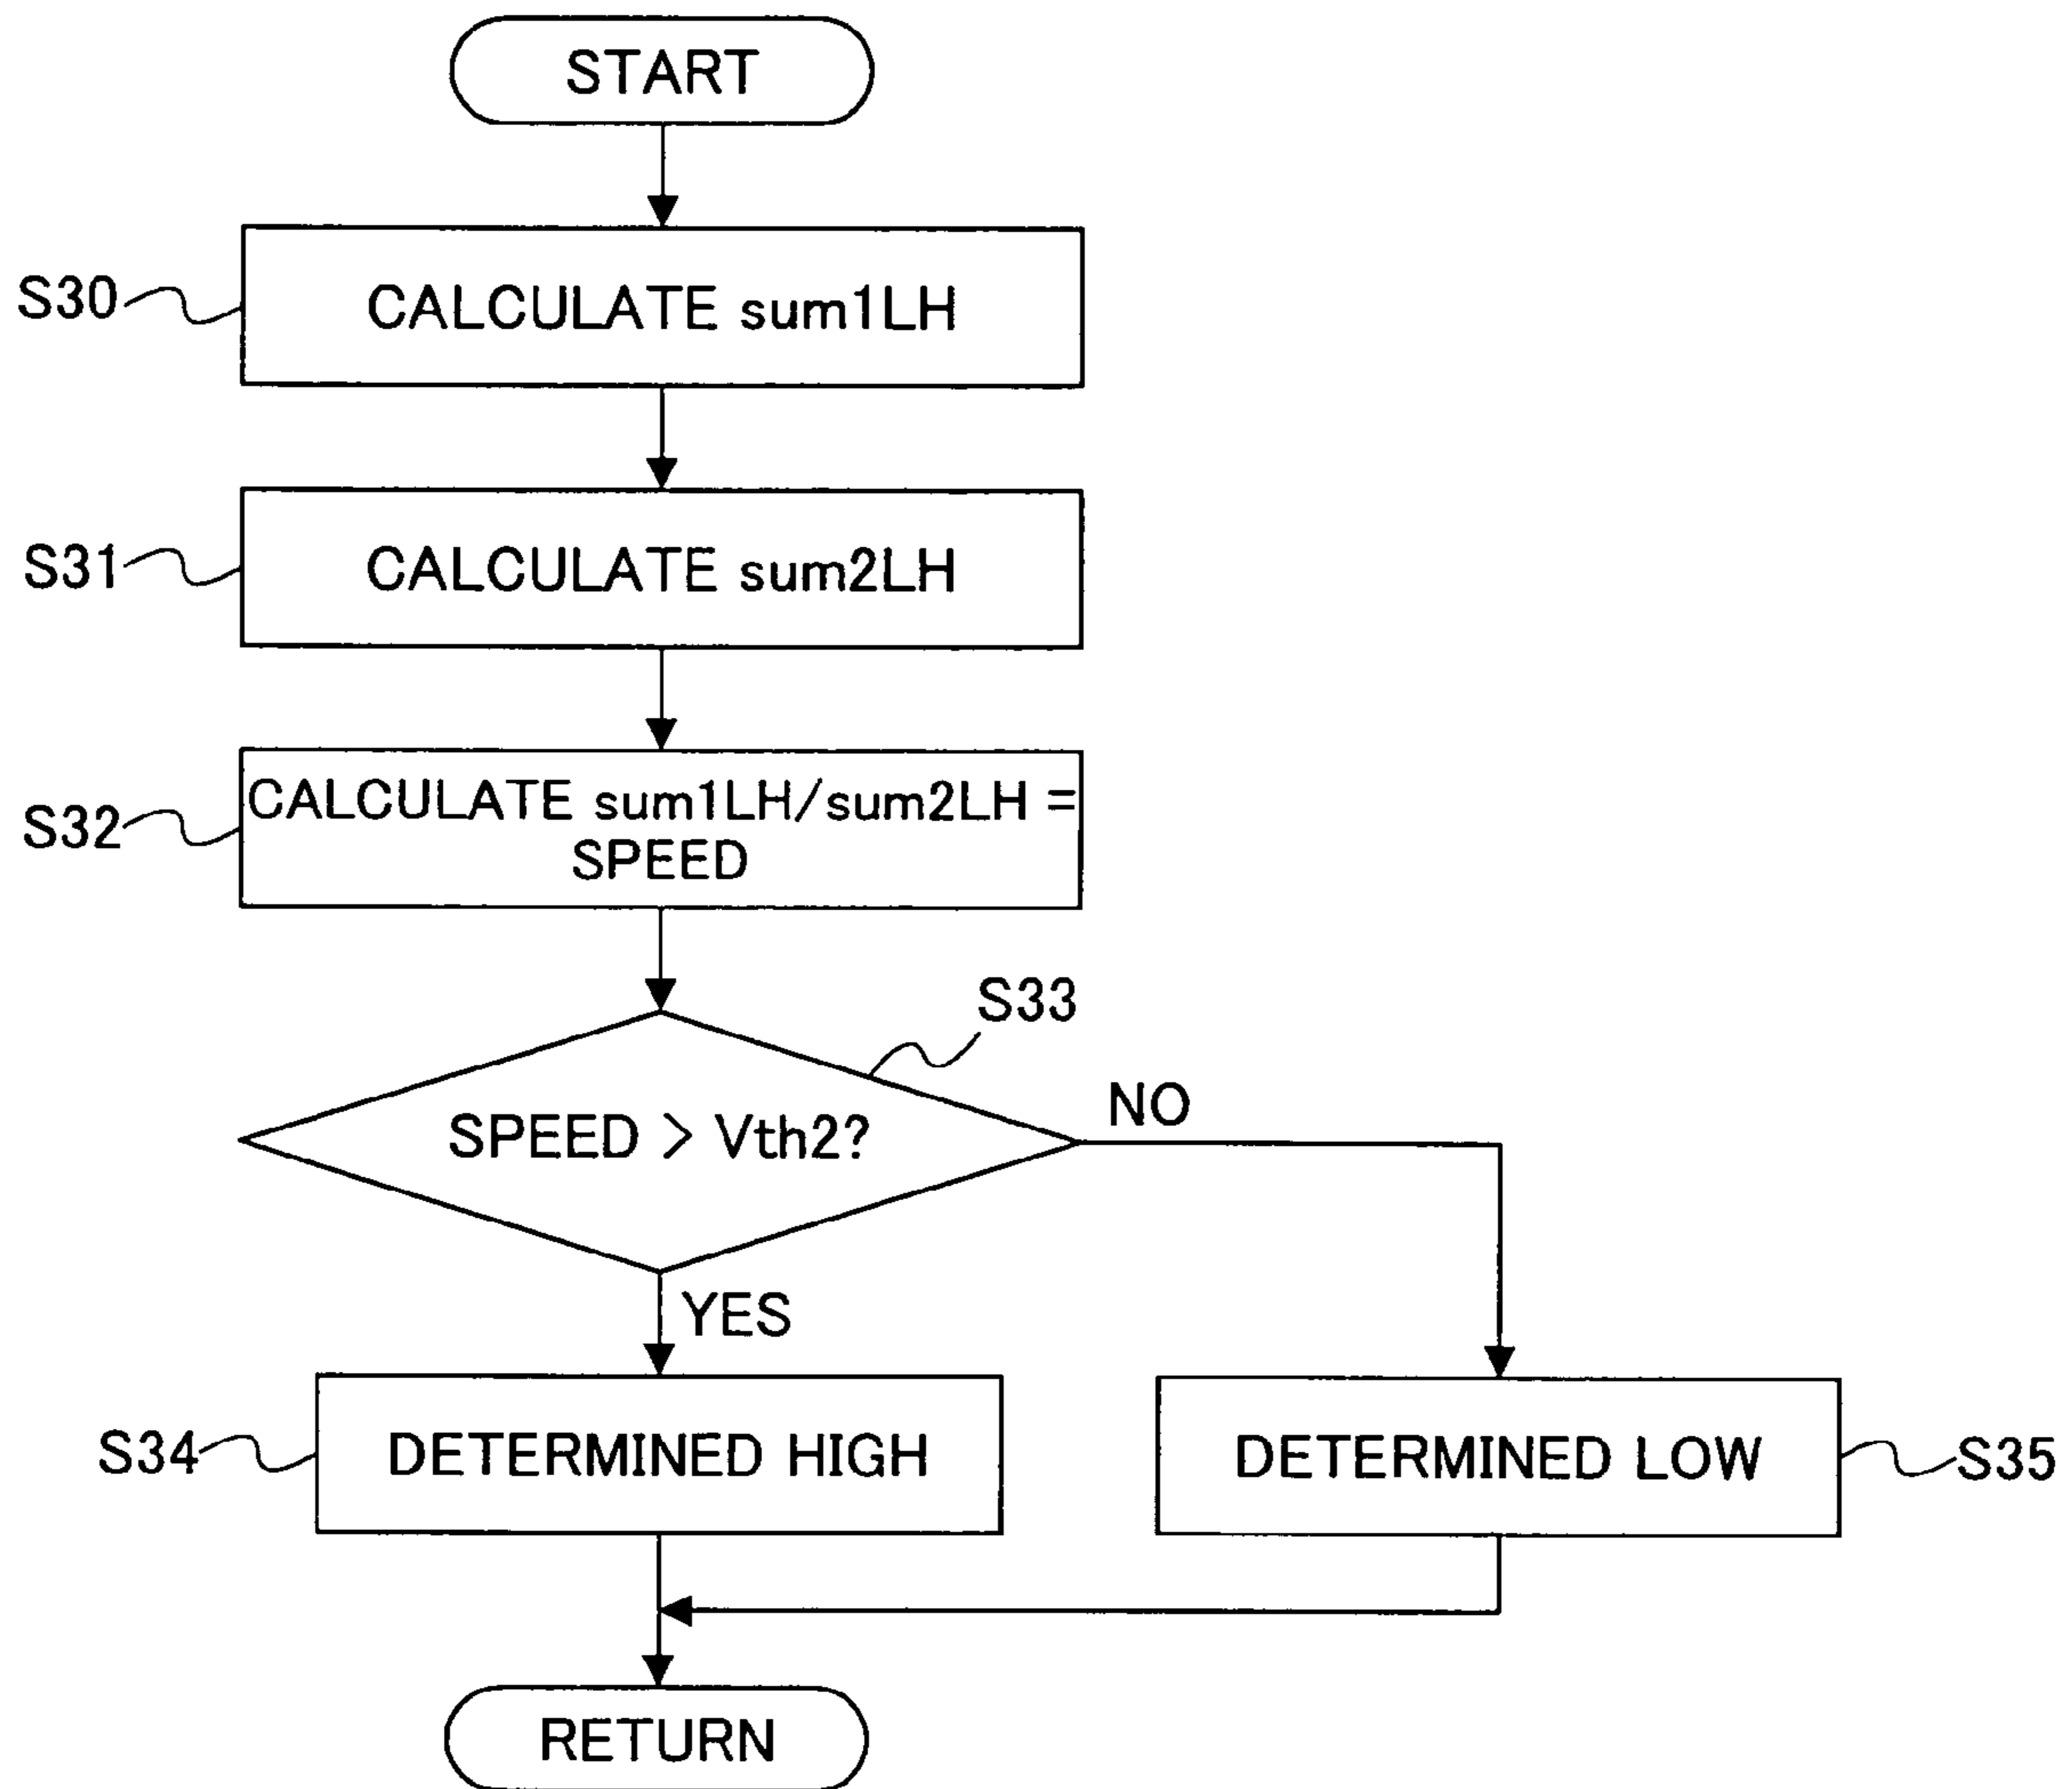 START
S30
CALCULATE sum1LH
S31
CALCULATE sum2LH
S32
CALCULATE sum1LH/sum2LH =
SPEED
S33
SPEED > Vth2?
NO
YES
S34
DETERMINED HIGH
DETERMINED LOW
S35
RETURN